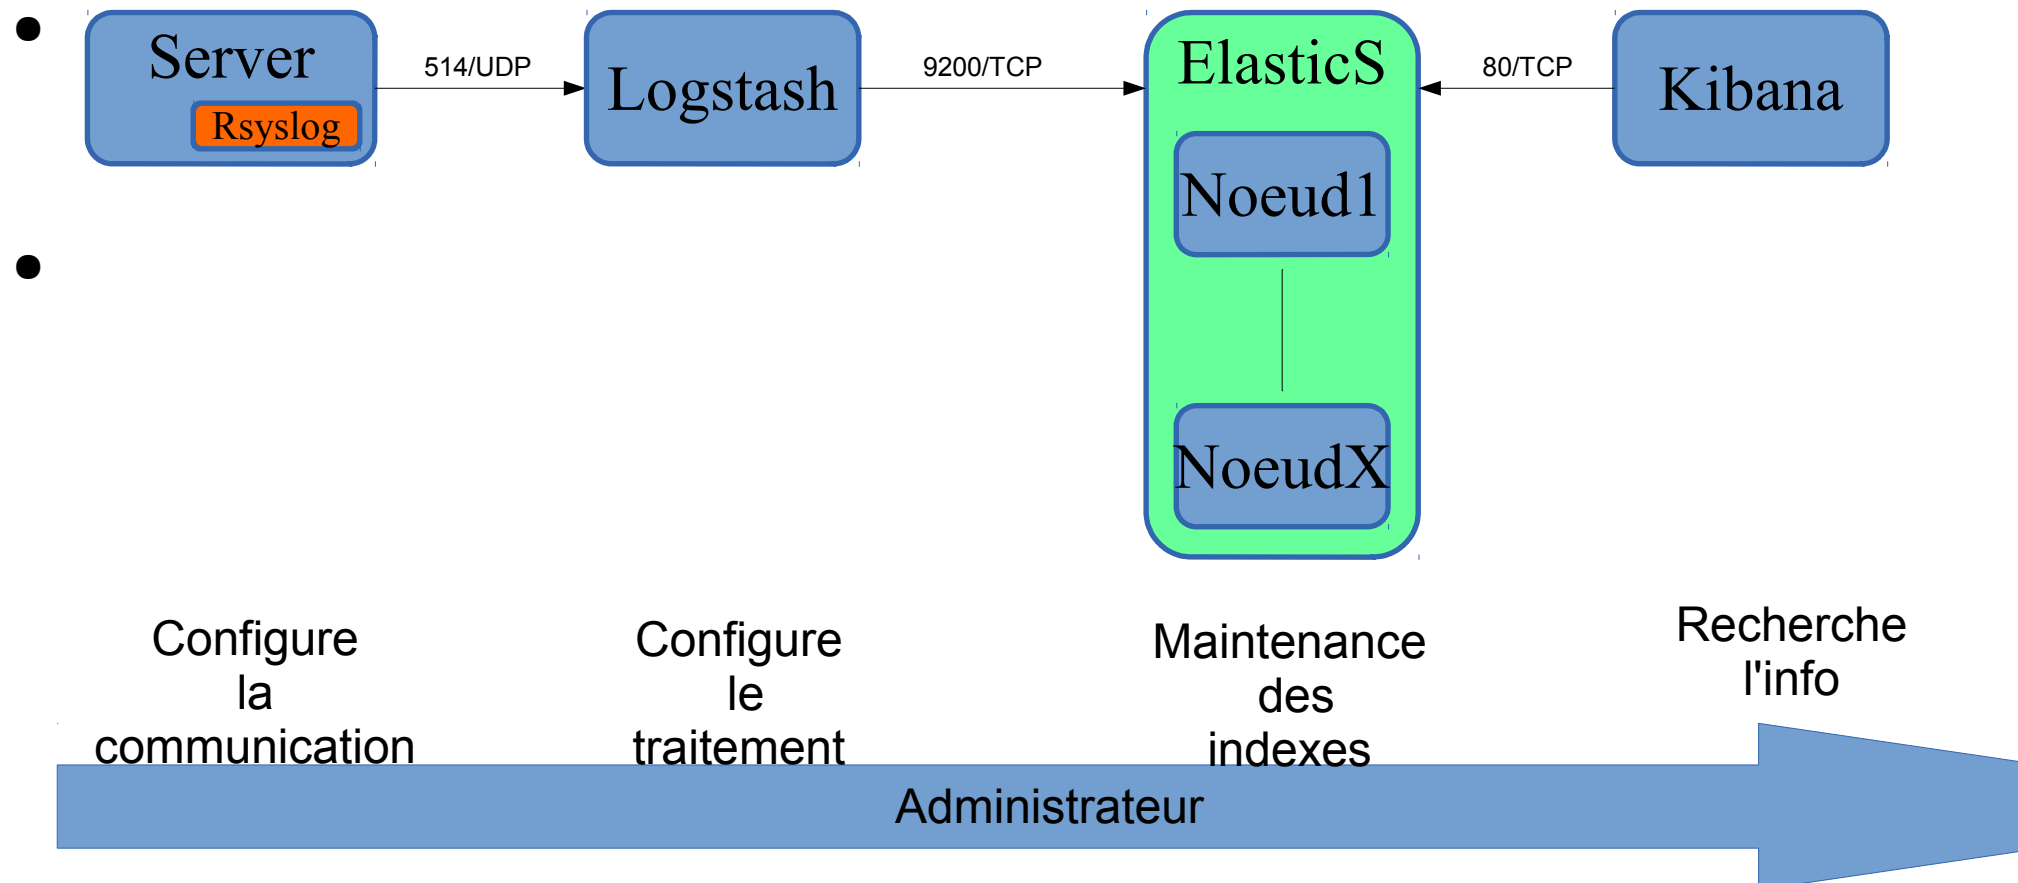 Server
Rsyslog
514/UDP
Logstash
9200/TCP
ElasticS
Noeud1
NoeudX
80/TCP
Kibana
Configure
la
communication
Configure
le
traitement
Maintenance
des
indexes
Recherche
l'info
Administrateur